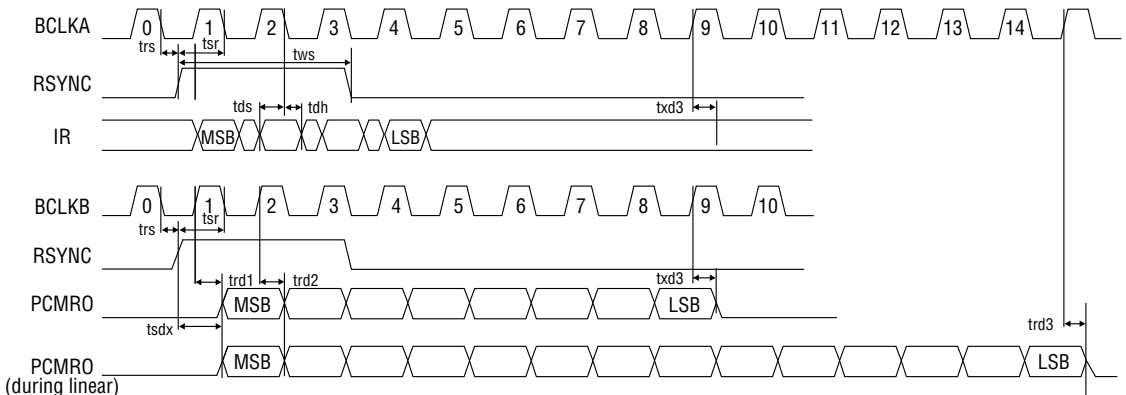 BCLKA 0 1 2 3 4 5 6 7 8 9 10 11 12 13 14
trs tsr
tws
RSYNC
tds tdh txd3
IR MSB LSB
BCLKB 0 1 2 3 4 5 6 7 8 9 10
trs tsr
RSYNC
trd1 trd2 txd3
PCMRO MSB LSB
tsdx trd3
PCMRO MSB LSB
(during linear)